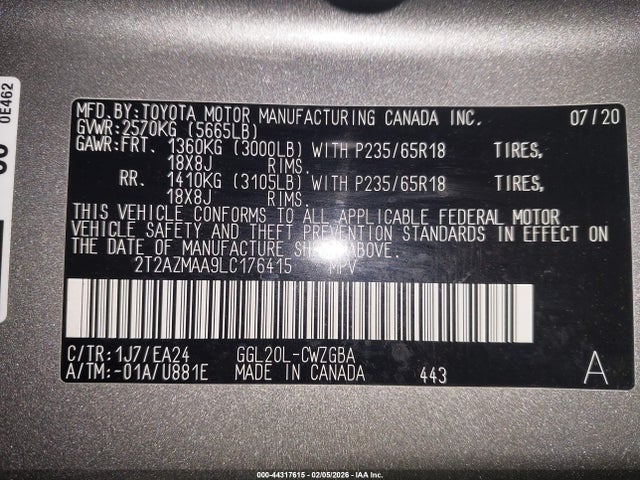 0E462
MFD.BY:TOYOTA MOTOR MANUFACTURING CANADA INC. 07/20
GVWR:2570KG (5665LB)
GAWR:FRT. 1360KG (3000LB) WITH P235/65R18 TIRES,
18X8J RIMS.
RR. 1410KG (3105LB) WITH P235/65R18 TIRES,
18X8J RIMS.
THIS VEHICLE CONFORMS TO ALL APPLICABLE FEDERAL MOTOR
VEHICLE SAFETY AND THEFT PREVENTION STANDARDS IN EFFECT ON
THE DATE OF MANUFACTURE SHOWN ABOVE.
2T2AZMAA9LC176415 MPV
C/TR:1J7/EA24 GGL20L-CWZGBA
A/TM:-01A/U881E MADE IN CANADA 443 A
000-44317615 - 02/05/2026 - IAA Inc.